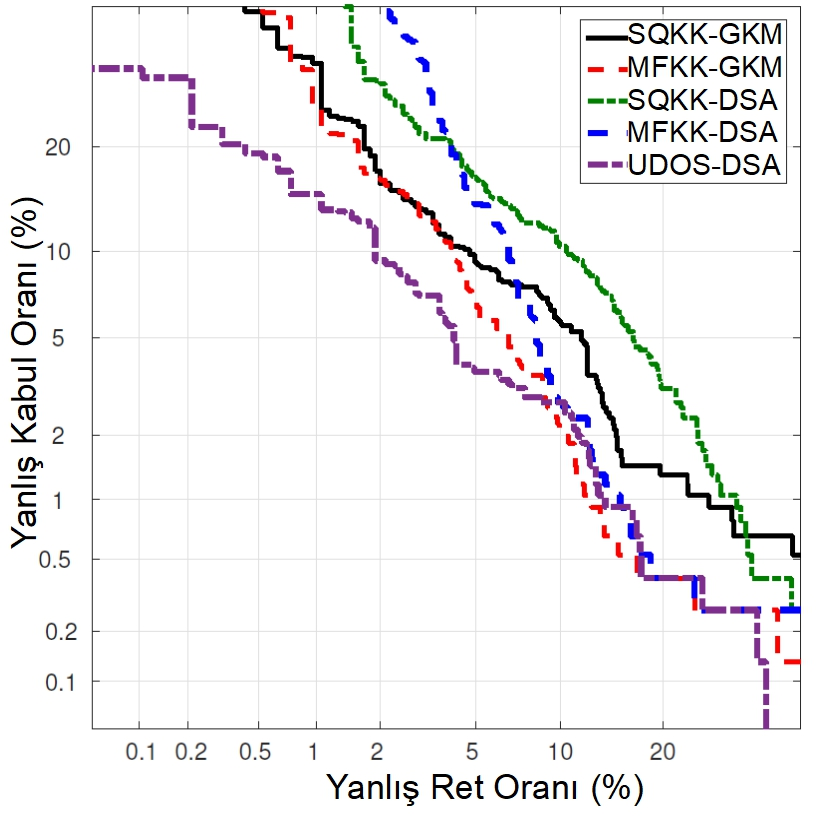 SQKK-GKM
MFKK-GKM
SQKK-DSA
MFKK-DSA
UDOS-DSA
Yanlış Kabul Oranı (%)
20
10
5
2
1
0.5
0.2
0.1
0.1 0.2 0.5 1 2 5 10 20
Yanlış Ret Oranı (%)